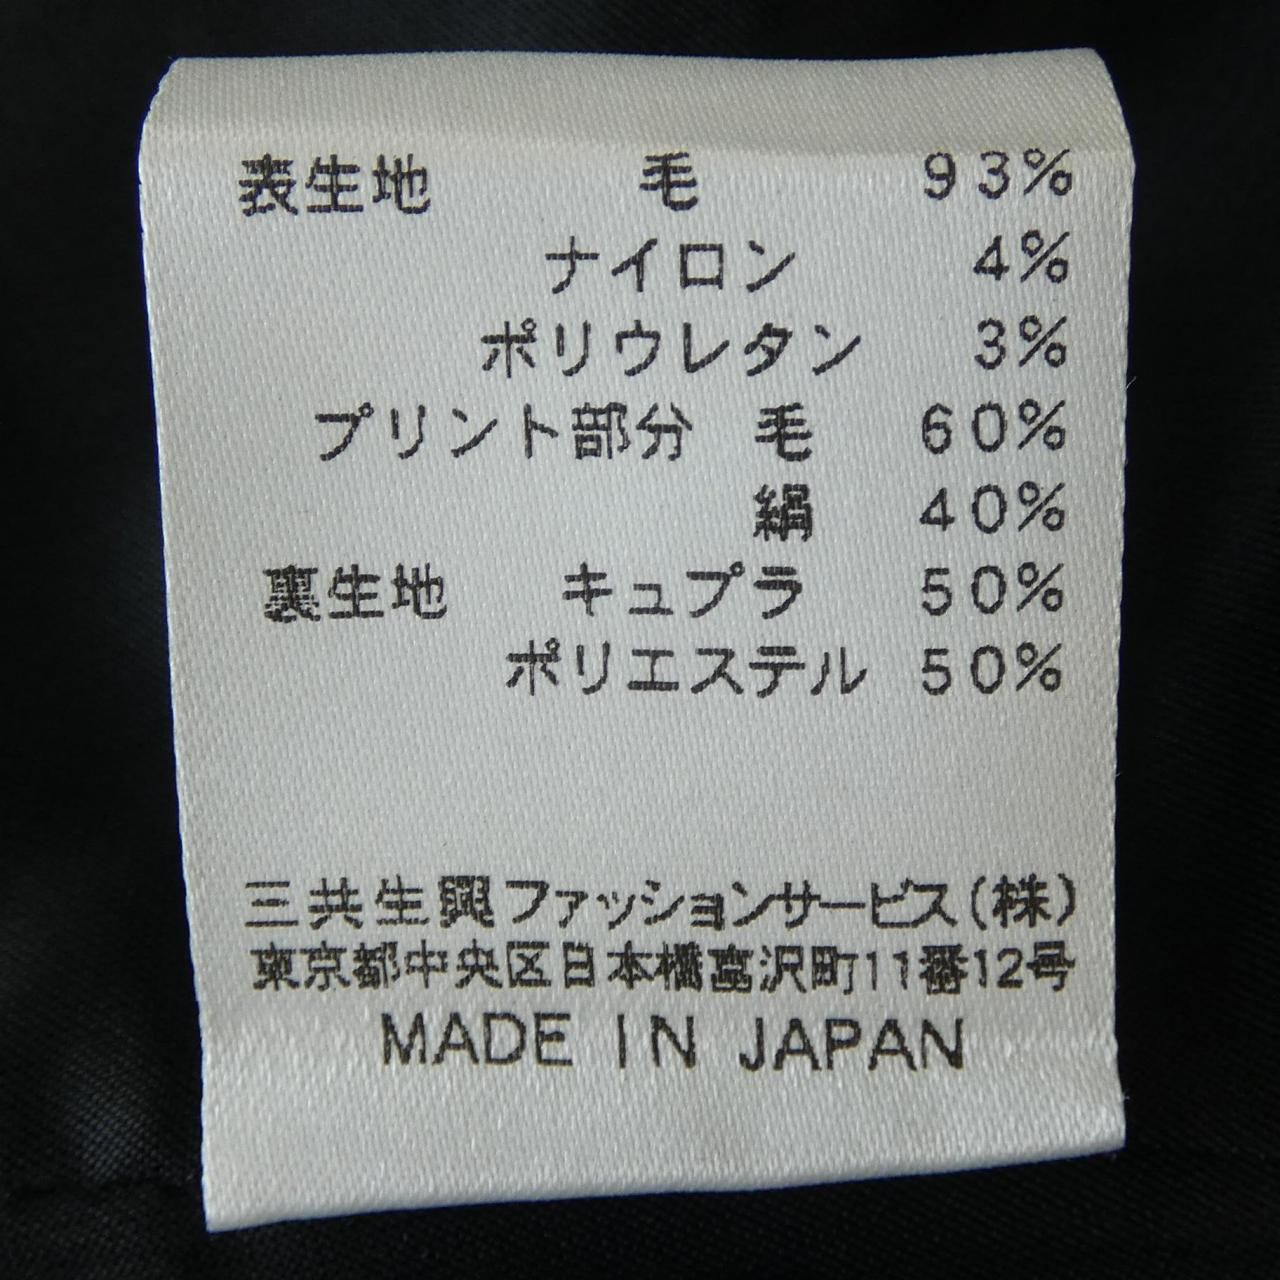 表生地 毛 93%
ナイロン 4%
ポリウレタン 3%
プリント部分 毛 60%
絹 40%
裏生地 キュプラ 50%
ポリエステル 50%
三共生興ファッションサービス(株)
東京都中央区日本橋富沢町11番12号
MADE IN JAPAN